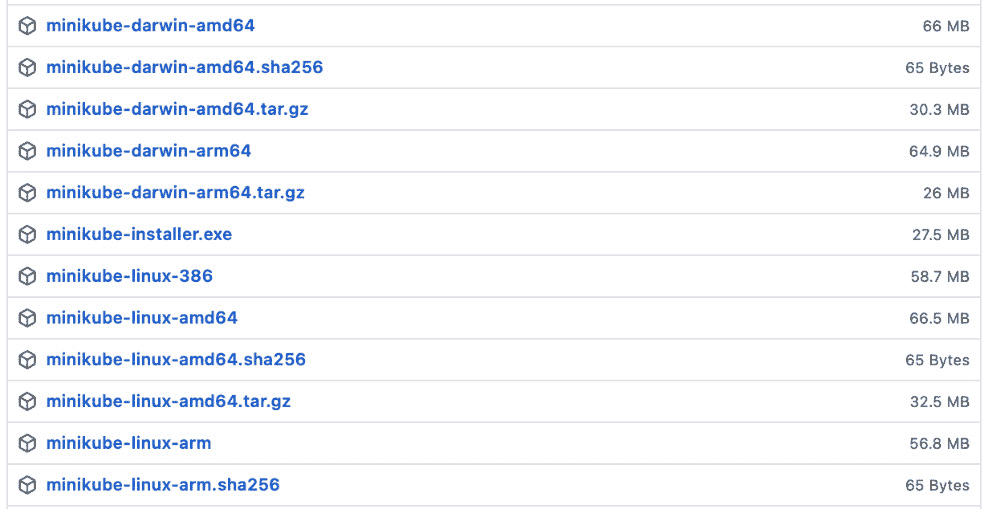 minikube-darwin-amd64 66 MB
minikube-darwin-amd64.sha256 65 Bytes
minikube-darwin-amd64.tar.gz 30.3 MB
minikube-darwin-arm64 64.9 MB
minikube-darwin-arm64.tar.gz 26 MB
minikube-installer.exe 27.5 MB
minikube-linux-386 58.7 MB
minikube-linux-amd64 66.5 MB
minikube-linux-amd64.sha256 65 Bytes
minikube-linux-amd64.tar.gz 32.5 MB
minikube-linux-arm 56.8 MB
minikube-linux-arm.sha256 65 Bytes